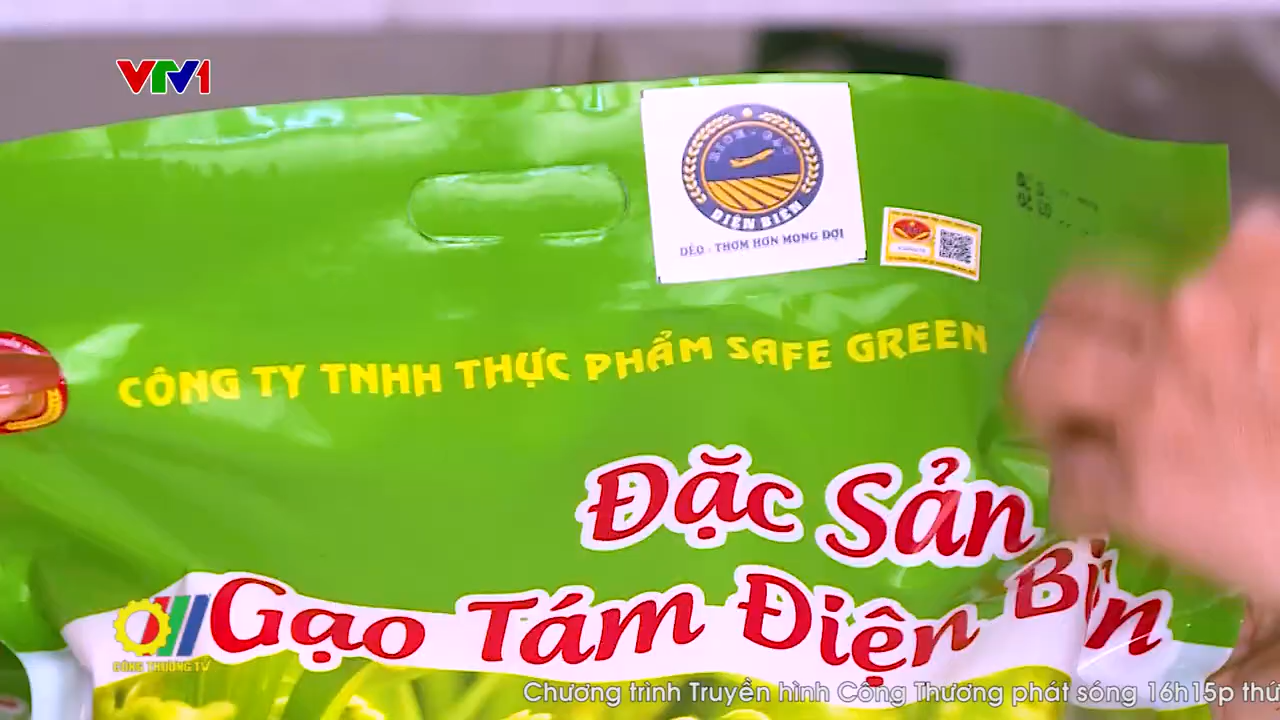 VTV1
ĐIỆN BIÊN
DẺO - THƠM HƠN MONG ĐỢI
CÔNG TY TNHH THỰC PHẨM SAFE GREEN
Đặc Sản
Gạo Tám Điện Biên
CÔNG THƯƠNG TV
Chương trình Truyền hình Công Thương phát sóng 16h15p thứ